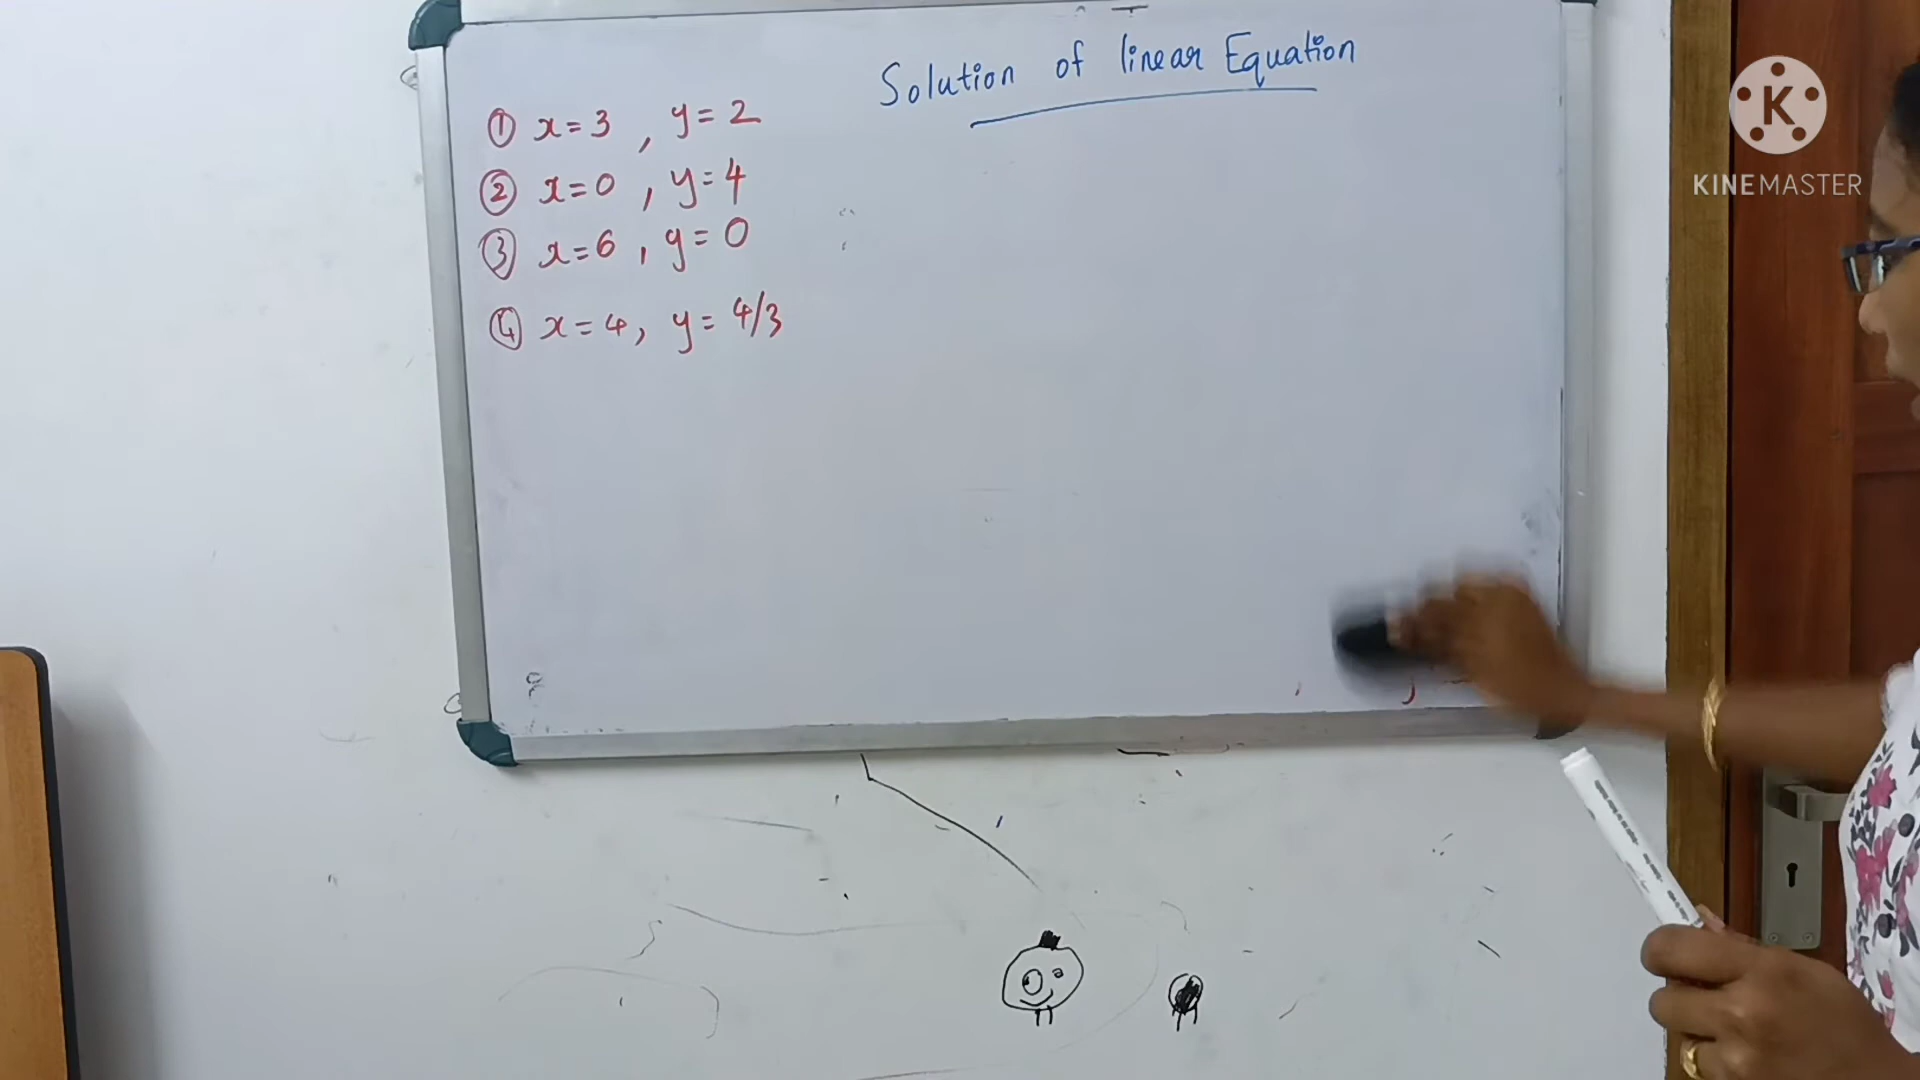 Solution of linear Equation
① x = 3 , y = 2
② x = 0 , y = 4
③ x = 6 , y = 0
④ x = 4 , y = 4/3
K
KINEMASTER